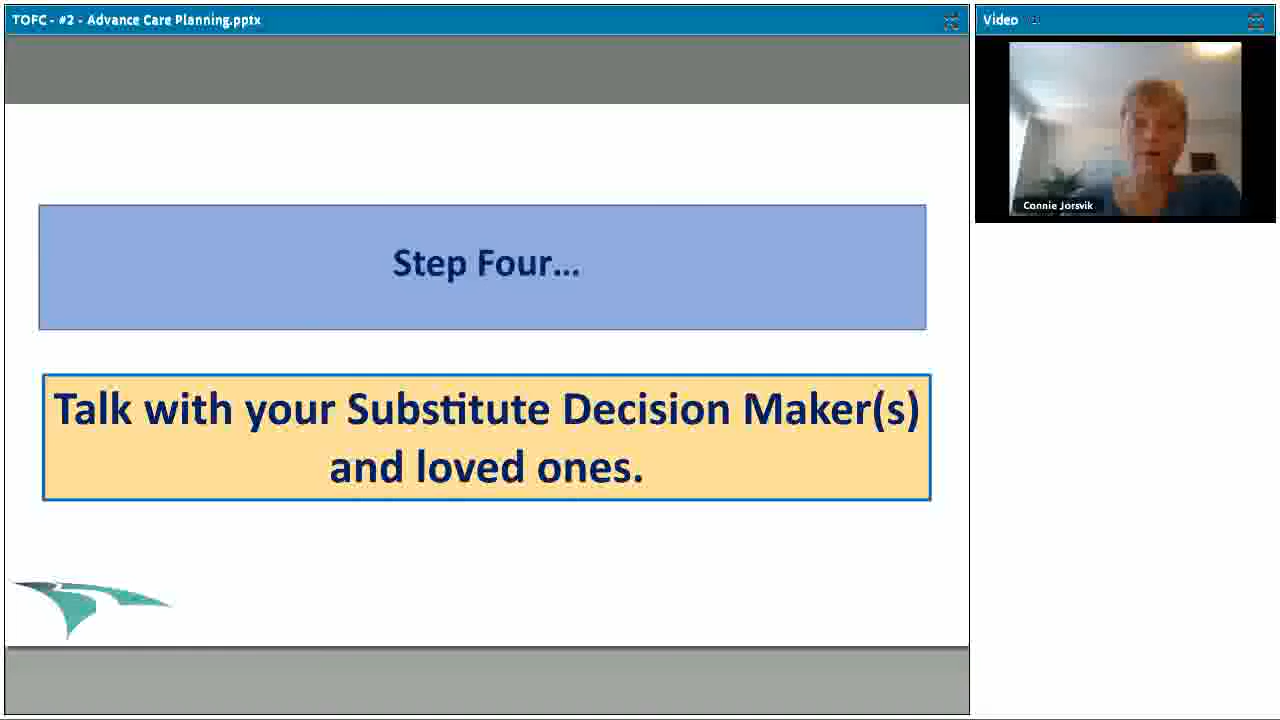 TOFC - #2 - Advance Care Planning.pptx
Video
Connie Jorsvik
Step Four...
Talk with your Substitute Decision Maker(s)
and loved ones.